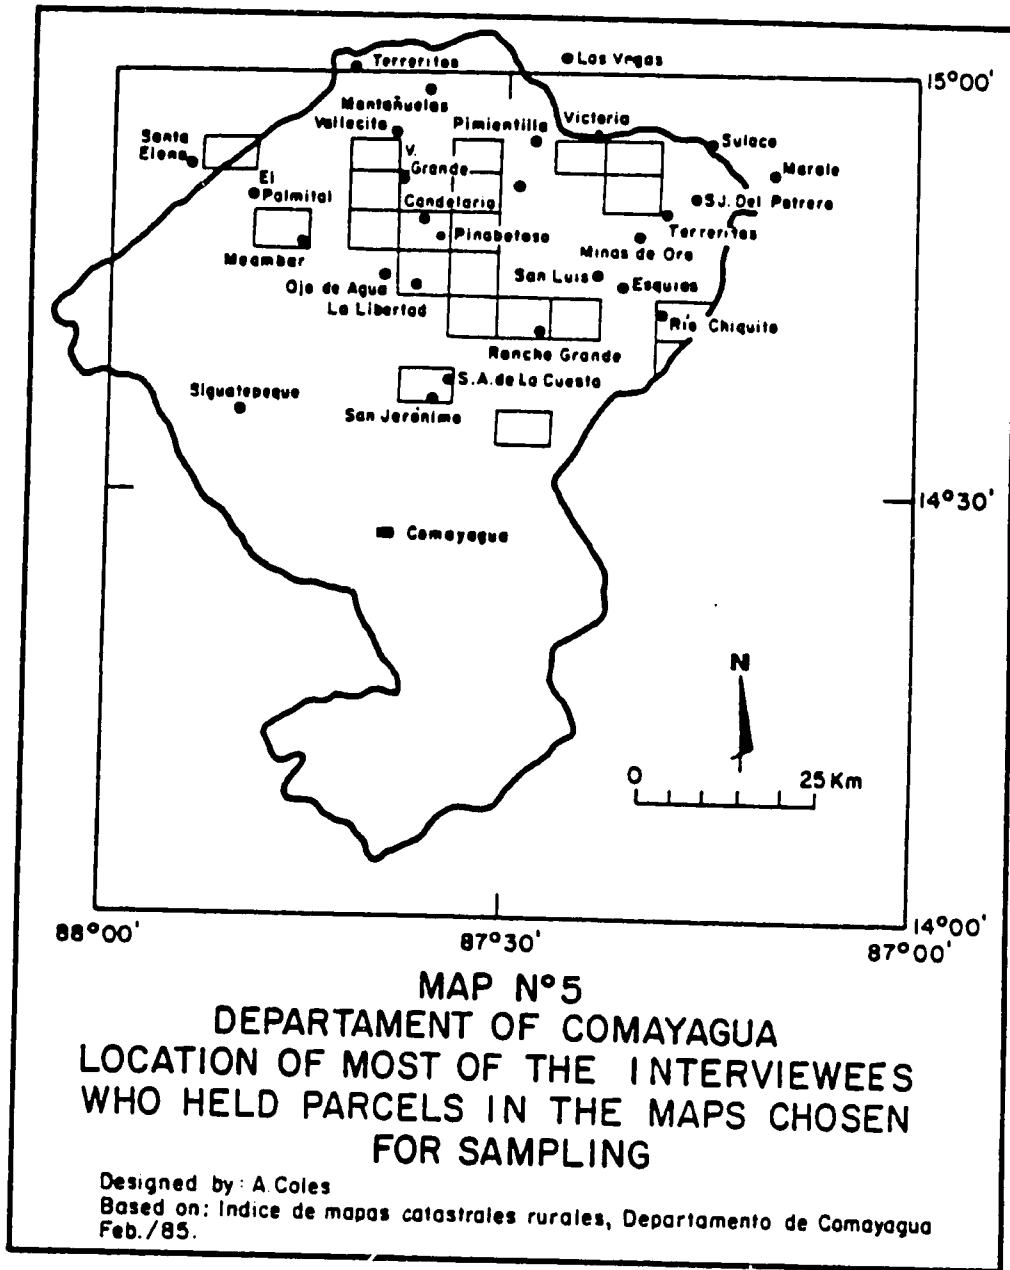 Terreritos
Las Vegas
15°00'
Montañuelas
Vallecito
Pimientilla
Victoria
Sulaco
Santa
Elena
V.
Grande
Marale
El
Palmital
Candelaria
S.J. Del Potrero
Pinabetoso
Terreritos
Minas de Oro
Meambar
Ojo de Agua
San Luis
Esquias
La Libertad
Río Chiquito
Rancho Grande
S.A. de La Cuesta
Siguatepeque
San Jerónimo
14°30'
Comayagua
N
0 25 Km
88°00' 87°30' 14°00'
87°00'
MAP N°5
DEPARTAMENT OF COMAYAGUA
LOCATION OF MOST OF THE INTERVIEWEES
WHO HELD PARCELS IN THE MAPS CHOSEN
FOR SAMPLING
Designed by: A. Coles
Based on: Indice de mapas catastrales rurales, Departamento de Comayagua
Feb./85.